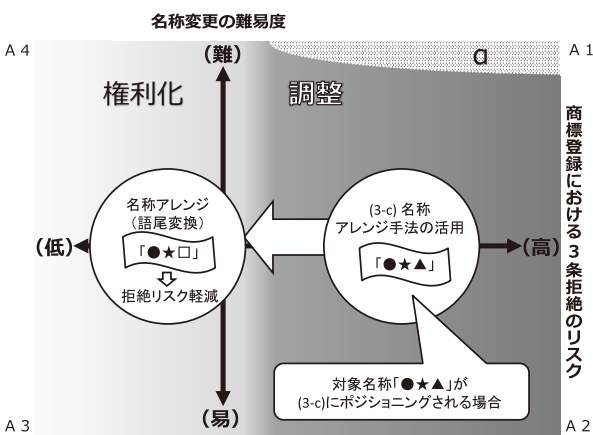 名称変更の難易度
A 4
(難)
α
A 1
権利化
調整
商標登録における3条拒絶のリスク
名称アレンジ
(語尾変換)
「●★□」
拒絶リスク軽減
(3-c) 名称
アレンジ手法の活用
「●★▲」
(低)
(高)
対象名称「●★▲」が
(3-c)にポジショニングされる場合
(易)
A 3
A 2